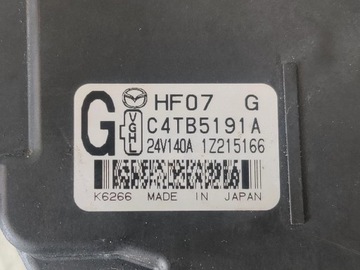 G
HF07 G
VGHL
C4TB5191A
24V140A 1Z215166
K6266 MADE IN JAPAN